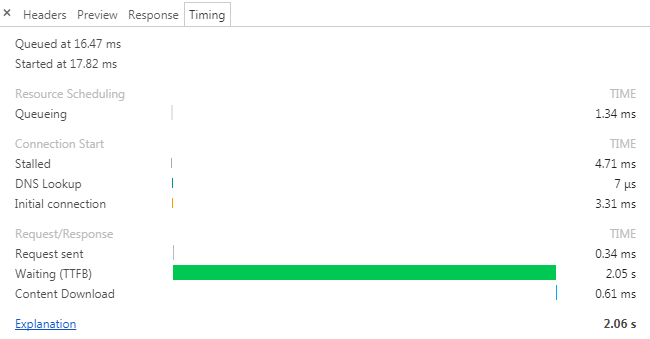 × Headers Preview Response Timing
Queued at 16.47 ms
Started at 17.82 ms
Resource Scheduling TIME
Queueing 1.34 ms
Connection Start TIME
Stalled 4.71 ms
DNS Lookup 7 µs
Initial connection 3.31 ms
Request/Response TIME
Request sent 0.34 ms
Waiting (TTFB) 2.05 s
Content Download 0.61 ms
Explanation 2.06 s